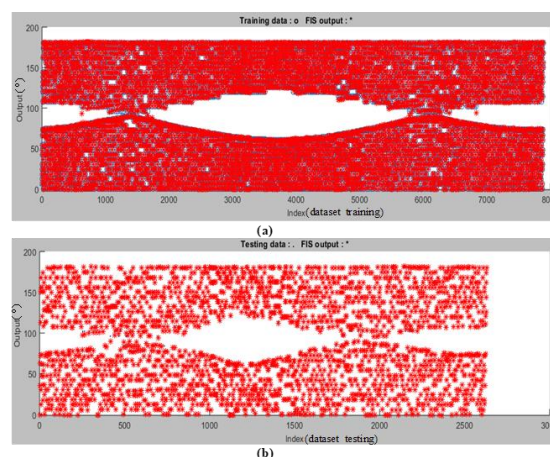 Training data : o   FIS output : *
200
150
100
50
0
Output(°)
0 1000 2000 3000 4000 5000 6000 7000 80
Index(dataset training)
(a)
Testing data : .   FIS output : *
200
150
100
50
0
Output(°)
0 500 1000 1500 2000 2500 300
Index(dataset testing)
(b)